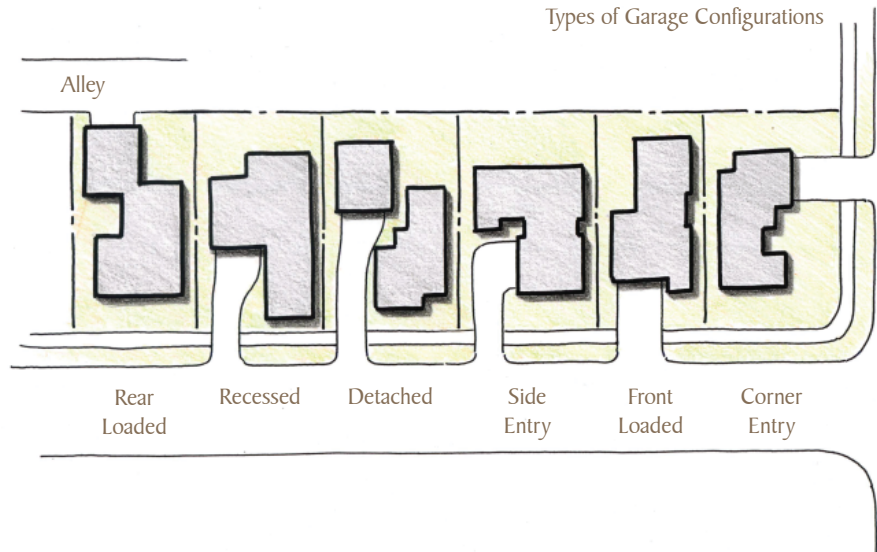 Types of Garage Configurations
Alley
Rear
Loaded
Recessed
Detached
Side
Entry
Front
Loaded
Corner
Entry